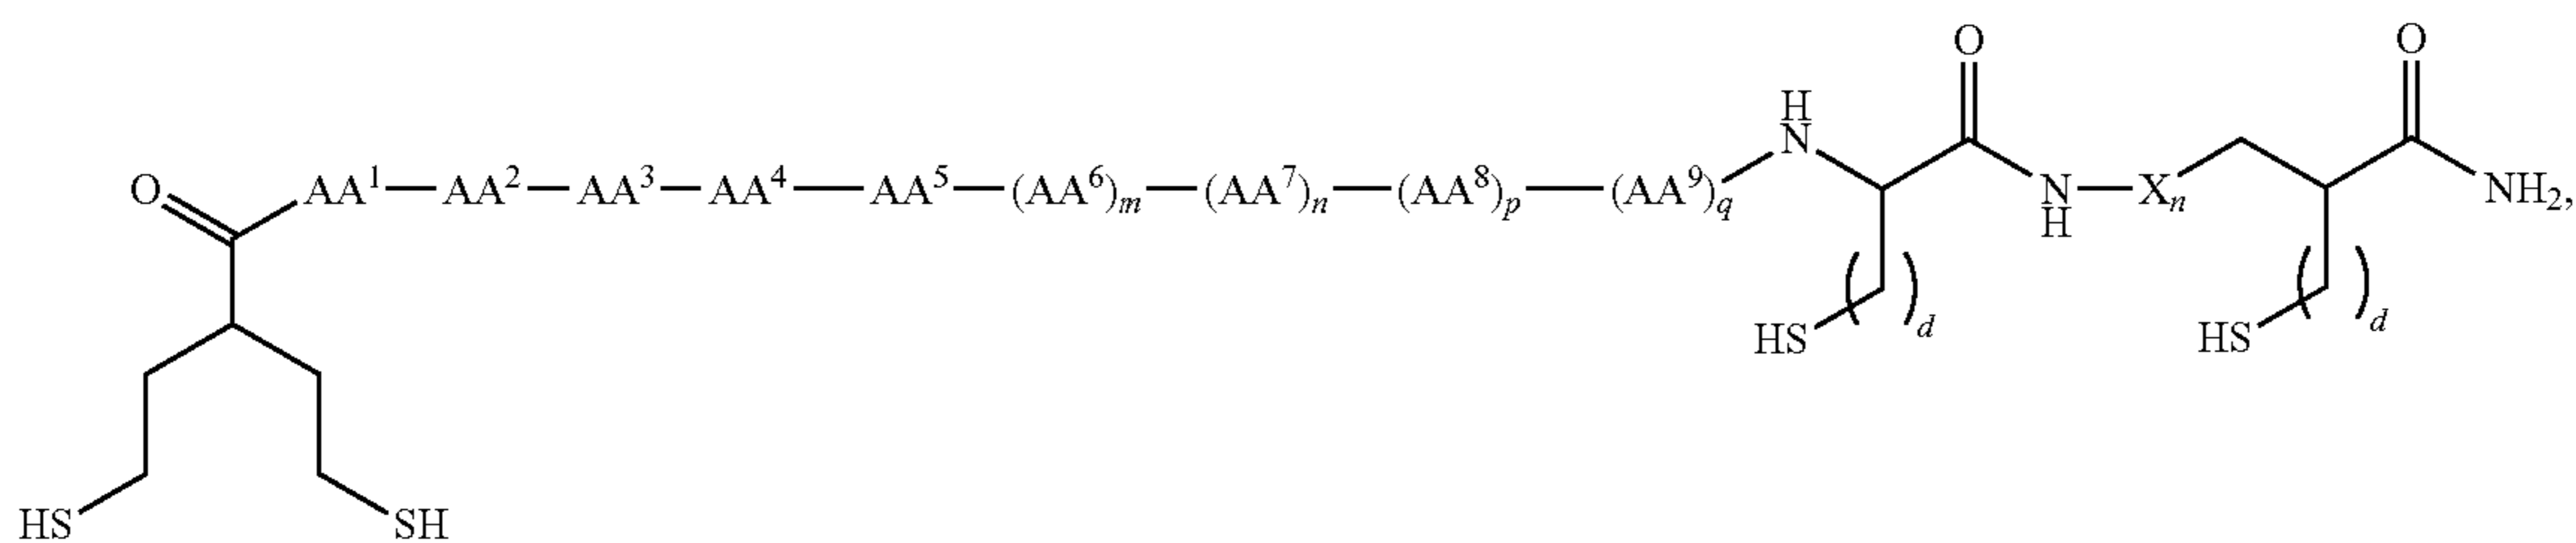 O O
H
N
O AA¹—AA²—AA³—AA⁴—AA⁵—(AA⁶)ₘ—(AA⁷)ₙ—(AA⁸)ₚ—(AA⁹)q N—Xₙ NH₂,
H
( )d ( )d
HS HS
HS SH